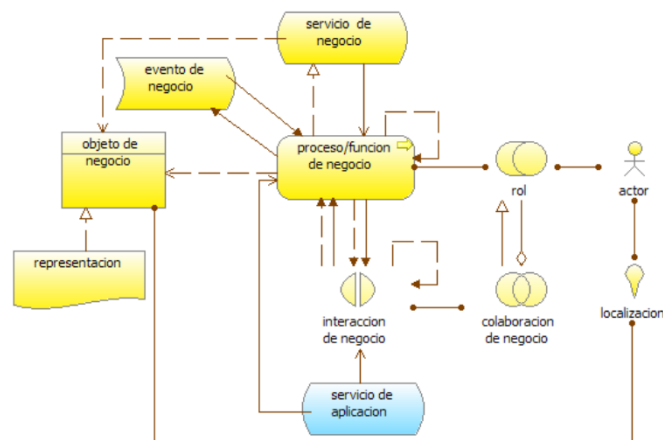 servicio de
negocio
evento de
negocio
objeto de
negocio
proceso/funcion
de negocio
rol
actor
representacion
interaccion
de negocio
colaboracion
de negocio
localizacion
servicio de
aplicacion